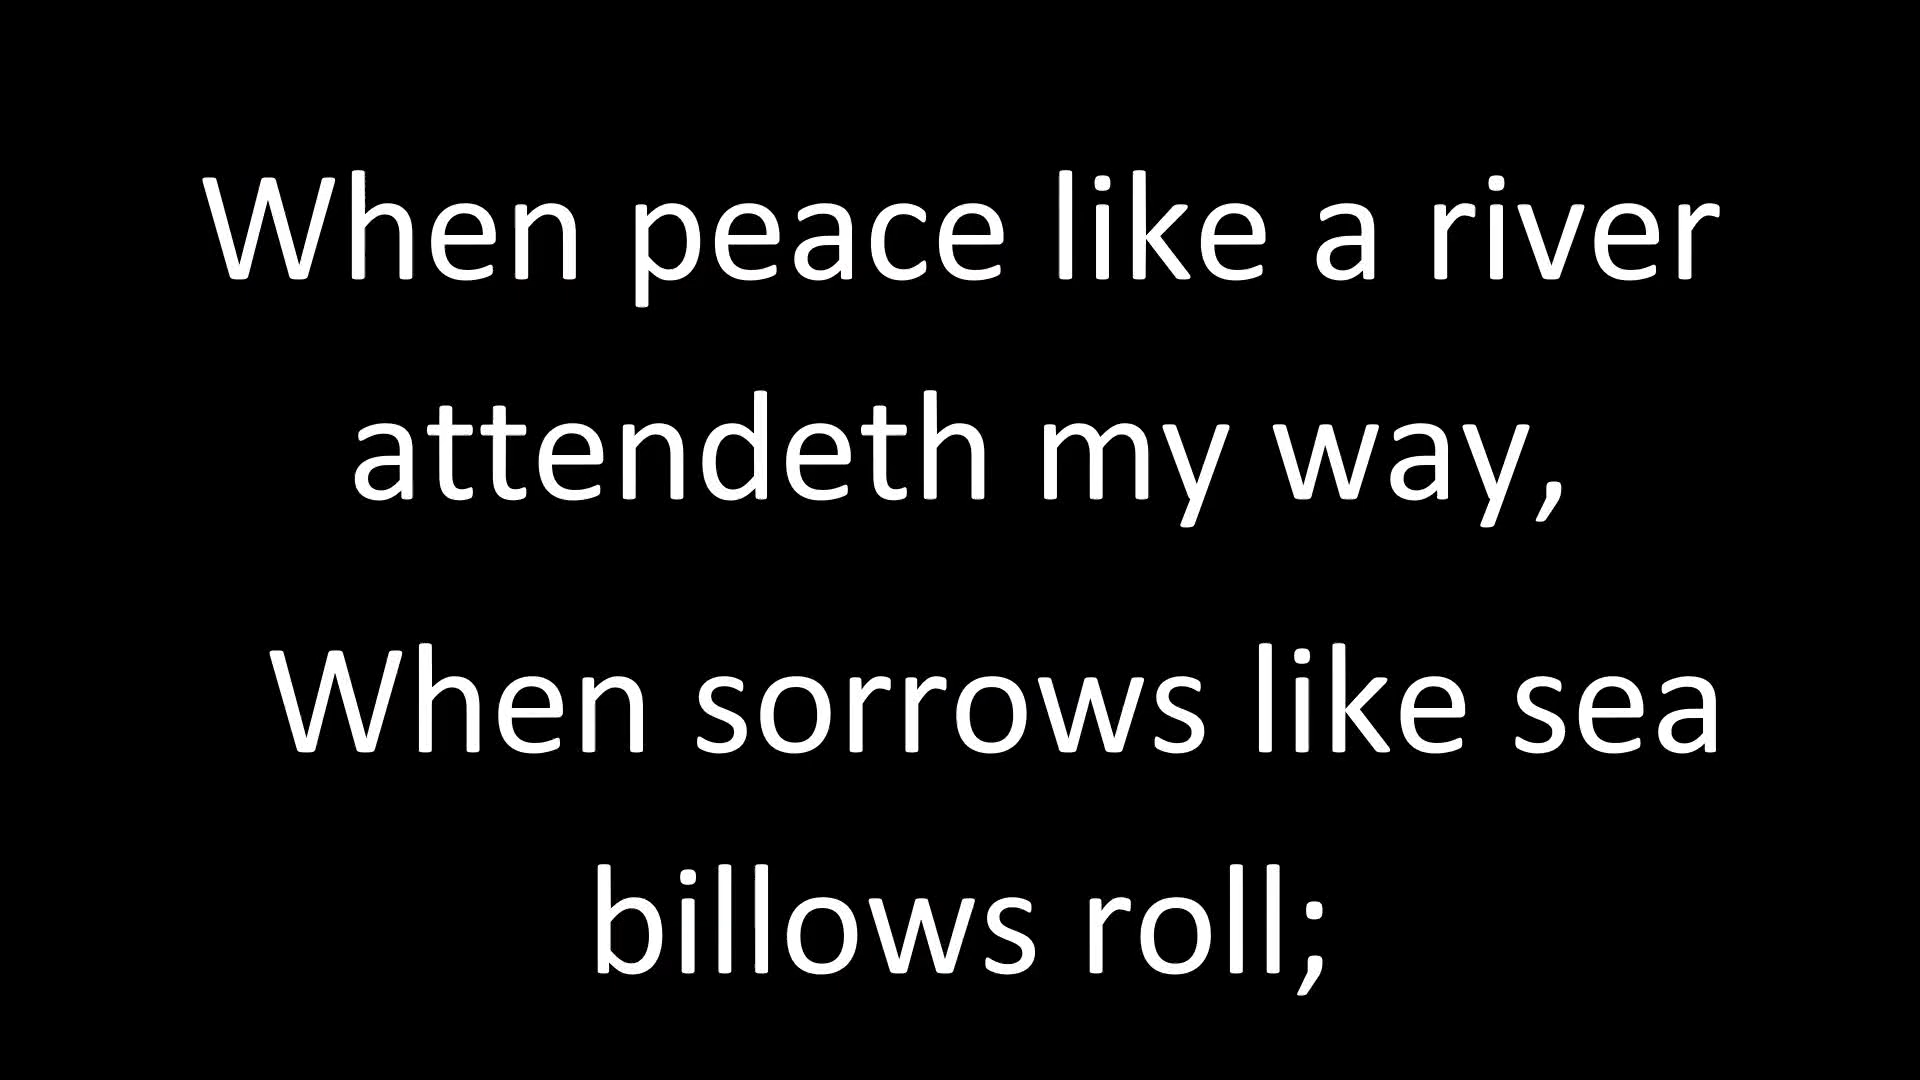 When peace like a river
attendeth my way,
When sorrows like sea
billows roll;